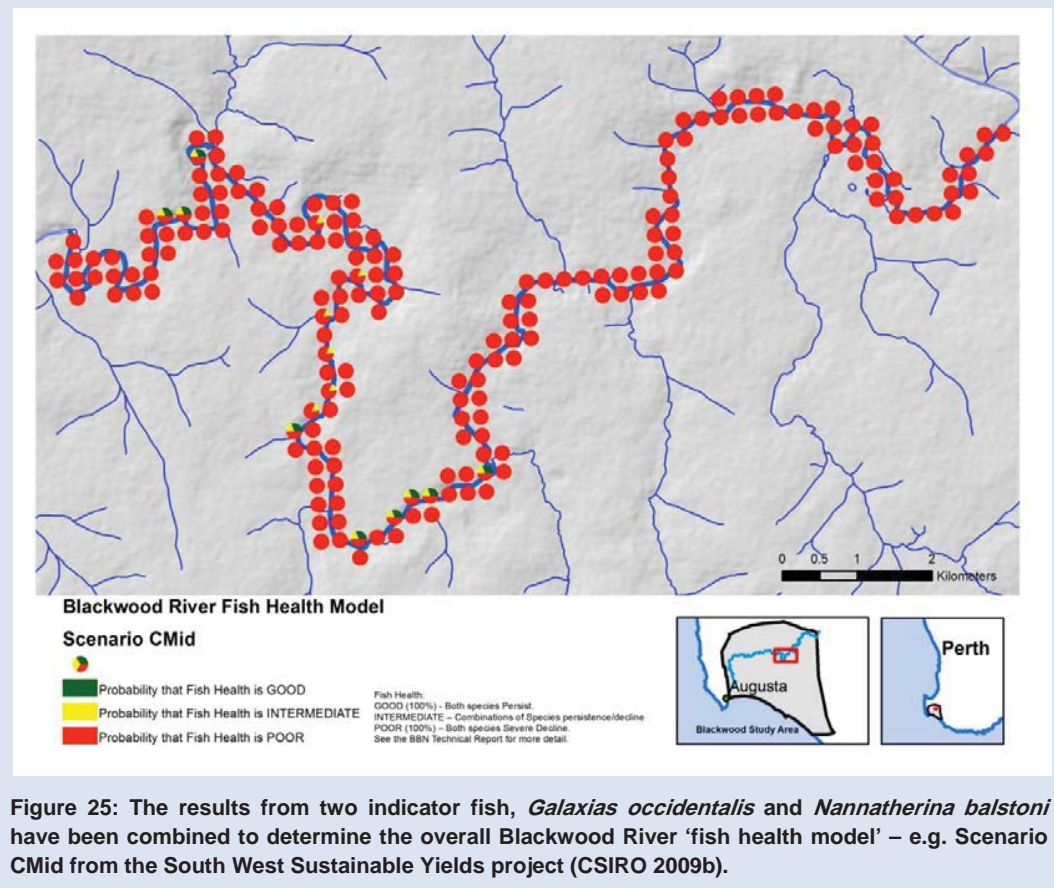 0 0.5 1 2
Kilometers
Blackwood River Fish Health Model
Scenario CMid
Probability that Fish Health is GOOD
Probability that Fish Health is INTERMEDIATE
Probability that Fish Health is POOR
Fish Health:
GOOD (100%) - Both species Persist.
INTERMEDIATE – Combinations of Species persistence/decline
POOR (100%) – Both species Severe Decline.
See the BBN Technical Report for more detail.
Augusta
Blackwood Study Area
Perth
Figure 25: The results from two indicator fish, Galaxias occidentalis and Nannatherina balstoni
have been combined to determine the overall Blackwood River ‘fish health model’ – e.g. Scenario
CMid from the South West Sustainable Yields project (CSIRO 2009b).